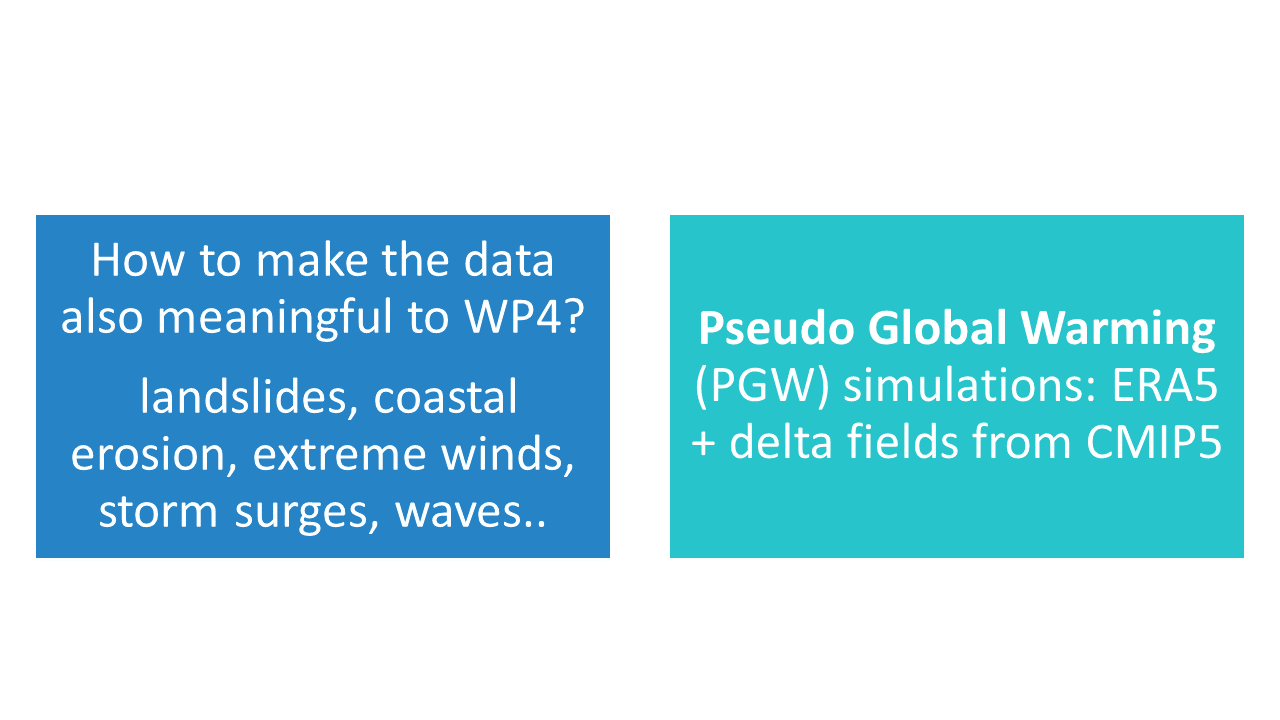 How to make the data
also meaningful to WP4?
landslides, coastal
erosion, extreme winds,
storm surges, waves..
Pseudo Global Warming
(PGW) simulations: ERA5
+ delta fields from CMIP5